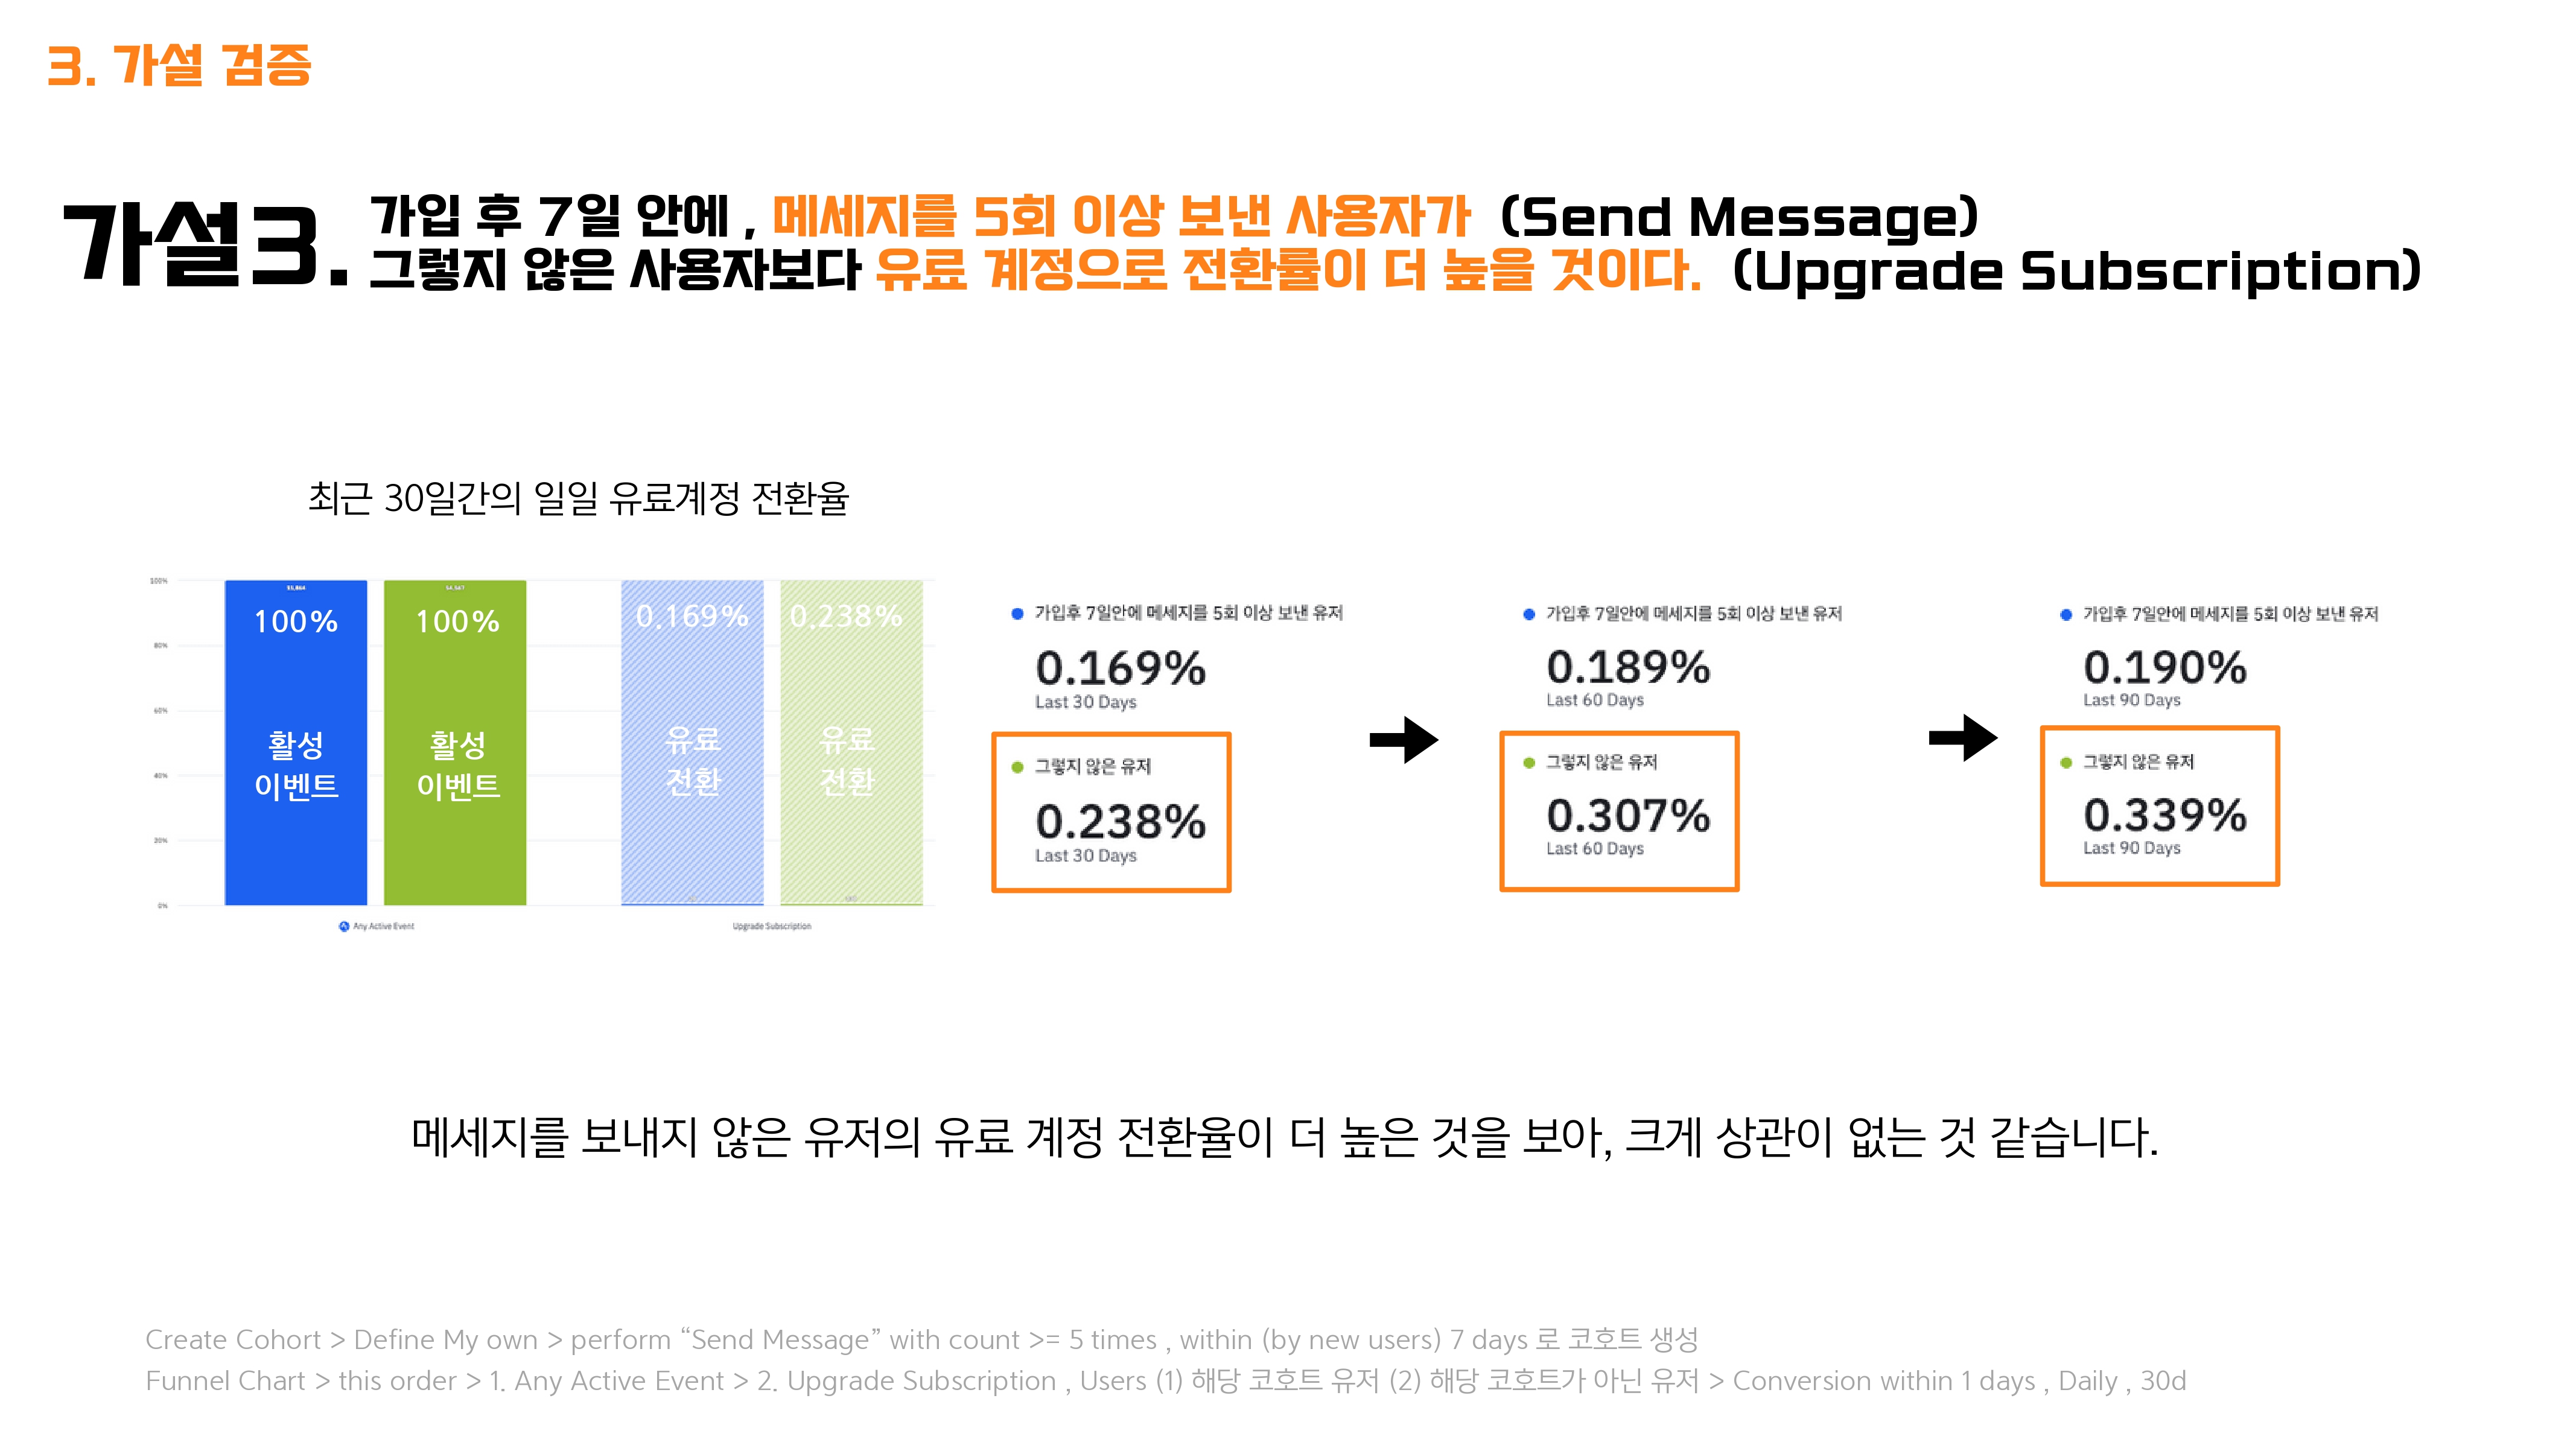 3. 가설 검증
가설3.
가입 후 7일 안에 , 메세지를 5회 이상 보낸 사용자가 (Send Message)
그렇지 않은 사용자보다 유료 계정으로 전환률이 더 높을 것이다. (Upgrade Subscription)
최근 30일간의 일일 유료계정 전환율
100%
80%
60%
40%
20%
0%
100%
활성
이벤트
100%
활성
이벤트
0.169%
유료
전환
0.238%
유료
전환
Any Active Event
Upgrade Subscription
가입후 7일안에 메세지를 5회 이상 보낸 유저
0.169%
Last 30 Days
그렇지 않은 유저
0.238%
Last 30 Days
가입후 7일안에 메세지를 5회 이상 보낸 유저
0.189%
Last 60 Days
그렇지 않은 유저
0.307%
Last 60 Days
가입후 7일안에 메세지를 5회 이상 보낸 유저
0.190%
Last 90 Days
그렇지 않은 유저
0.339%
Last 90 Days
메세지를 보내지 않은 유저의 유료 계정 전환율이 더 높은 것을 보아, 크게 상관이 없는 것 같습니다.
Create Cohort > Define My own > perform “Send Message” with count >= 5 times , within (by new users) 7 days 로 코호트 생성
Funnel Chart > this order > 1. Any Active Event > 2. Upgrade Subscription , Users (1) 해당 코호트 유저 (2) 해당 코호트가 아닌 유저 > Conversion within 1 days , Daily , 30d